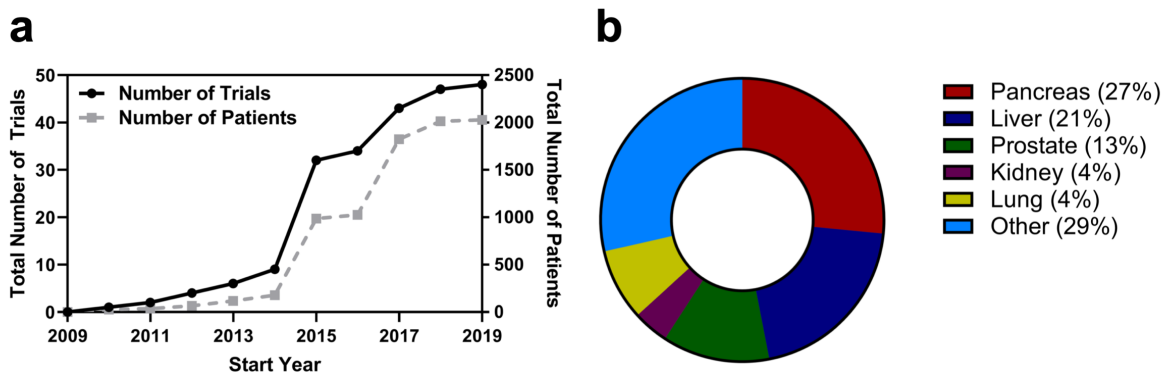 a
Total Number of Trials
50
40
30
20
10
0
Number of Trials
Number of Patients
2500
2000
1500
1000
500
0
Total Number of Patients
2009
2011
2013
2015
2017
2019
Start Year
b
Pancreas (27%)
Liver (21%)
Prostate (13%)
Kidney (4%)
Lung (4%)
Other (29%)